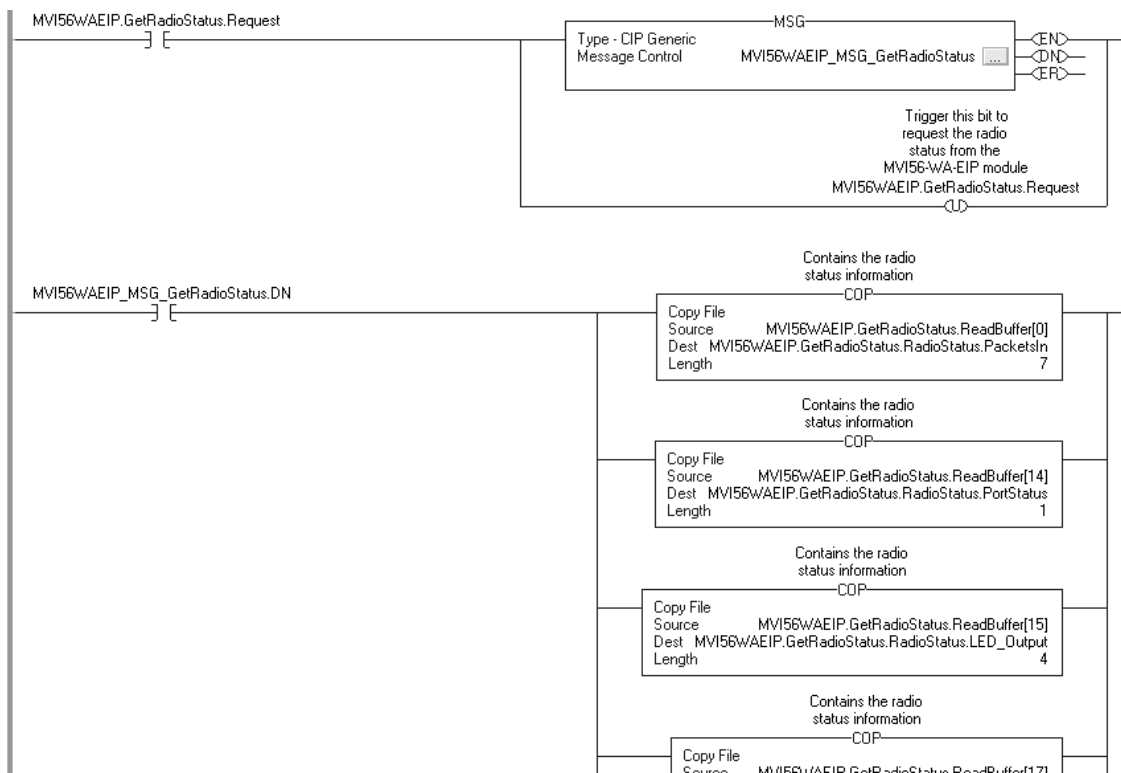 MVI56WAEIP.GetRadioStatus.Request
MSG
Type - CIP Generic
Message Control MVI56WAEIP_MSG_GetRadioStatus ...
EN
DN
ER
Trigger this bit to
request the radio
status from the
MVI56-WA-EIP module
MVI56WAEIP.GetRadioStatus.Request
U
Contains the radio
status information
MVI56WAEIP_MSG_GetRadioStatus.DN
COP
Copy File
Source MVI56WAEIP.GetRadioStatus.ReadBuffer[0]
Dest MVI56WAEIP.GetRadioStatus.RadioStatus.PacketsIn
Length 7
Contains the radio
status information
COP
Copy File
Source MVI56WAEIP.GetRadioStatus.ReadBuffer[14]
Dest MVI56WAEIP.GetRadioStatus.RadioStatus.PortStatus
Length 1
Contains the radio
status information
COP
Copy File
Source MVI56WAEIP.GetRadioStatus.ReadBuffer[15]
Dest MVI56WAEIP.GetRadioStatus.RadioStatus.LED_Output
Length 4
Contains the radio
status information
COP
Copy File
Source MVI56WAEIP.GetRadioStatus.ReadBuffer[17]